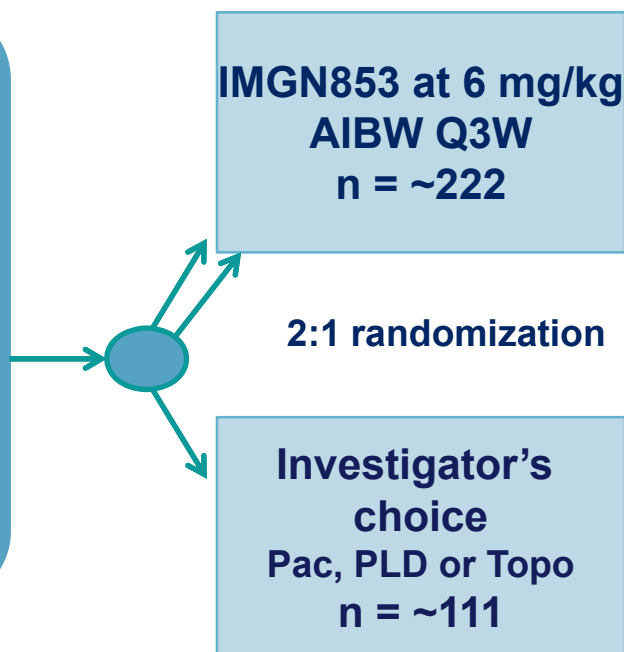 IMGN853 at 6 mg/kg
AIBW Q3W
n = ~222
2:1 randomization
Investigator’s
choice
Pac, PLD or Topo
n = ~111